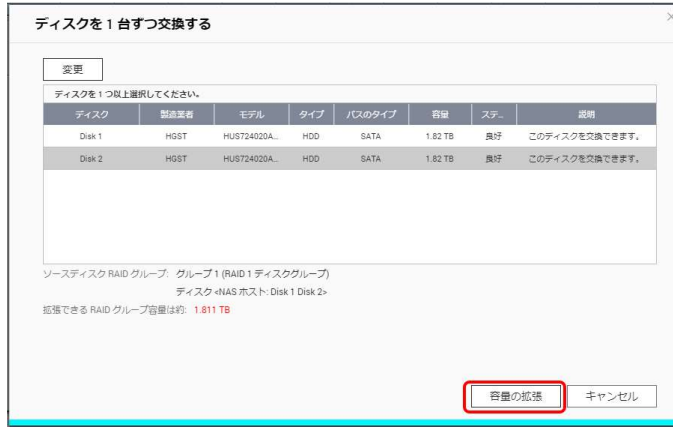 ディスクを 1 台ずつ交換する
変更
ディスクを 1 つ以上選択してください。
ディスク 製造業者 モデル タイプ バスのタイプ 容量 ステ... 説明
Disk 1 HGST HUS724020A... HDD SATA 1.82 TB 良好 このディスクを交換できます。
Disk 2 HGST HUS724020A... HDD SATA 1.82 TB 良好 このディスクを交換できます。
ソースディスク RAID グループ: グループ 1 (RAID 1 ディスクグループ)
ディスク <NAS ホスト: Disk 1 Disk 2>
拡張できる RAID グループ容量は約: 1.811 TB
容量の拡張 キャンセル